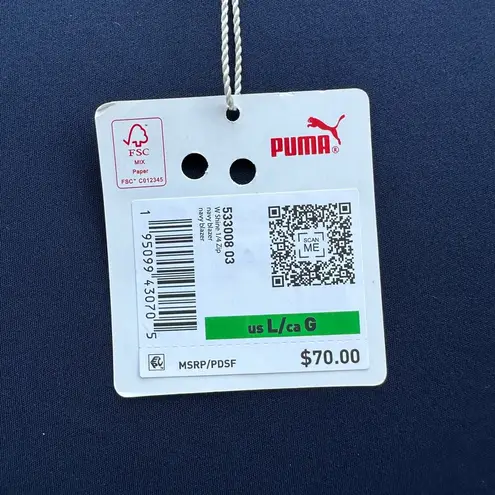 FSC
MIX
Paper
FSC™ C012345
PUMA®
533008 03
W Shine 1/4 Zip
navy blazer
navy blazer
1 95099 43070 5
SCAN
ME
us L/ca G
MSRP/PDSF
$70.00